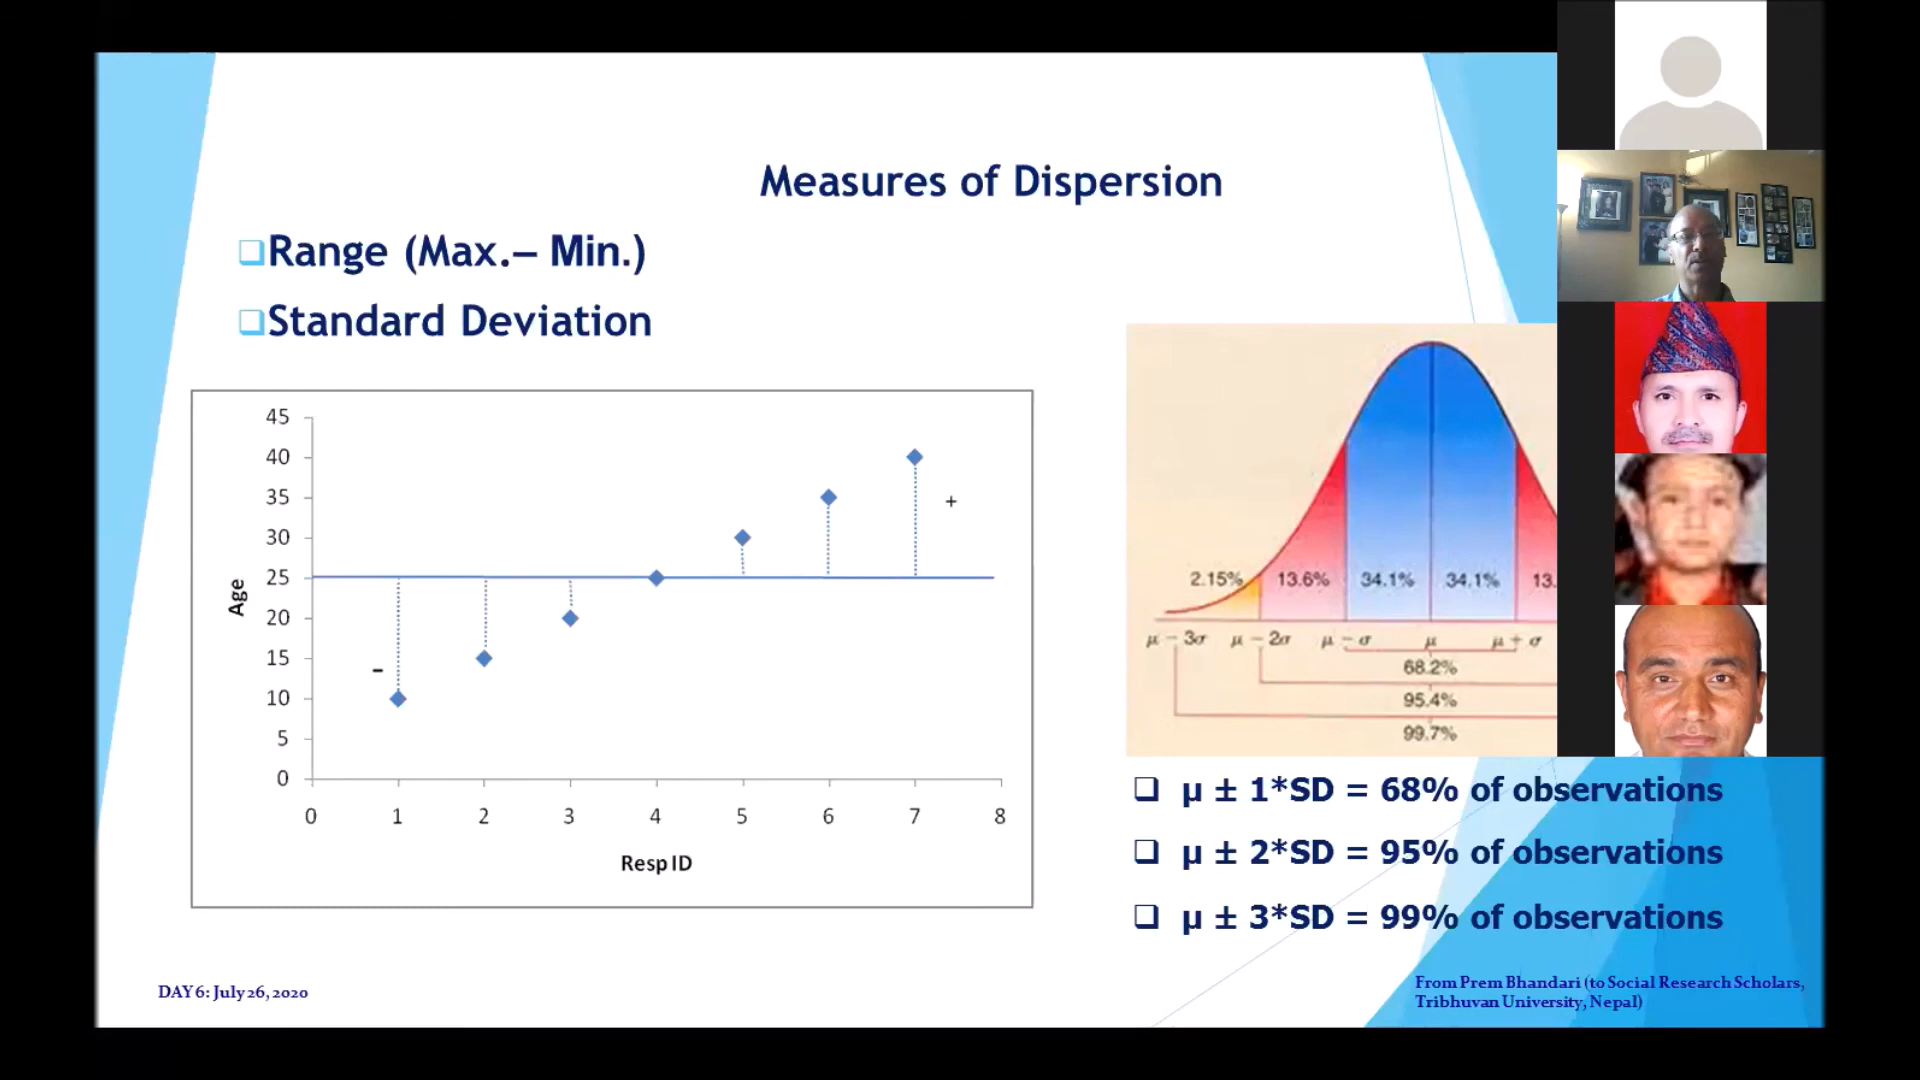 Measures of Dispersion
Range (Max.– Min.)
Standard Deviation
45
40
35
30
25
20
15
10
5
0
Age
+
–
0 1 2 3 4 5 6 7 8
Resp ID
2.15% 13.6% 34.1% 34.1% 13.
μ − 3σ μ − 2σ μ − σ μ μ + σ
68.2%
95.4%
99.7%
μ ± 1*SD = 68% of observations
μ ± 2*SD = 95% of observations
μ ± 3*SD = 99% of observations
DAY 6: July 26, 2020
From Prem Bhandari (to Social Research Scholars,
Tribhuvan University, Nepal)